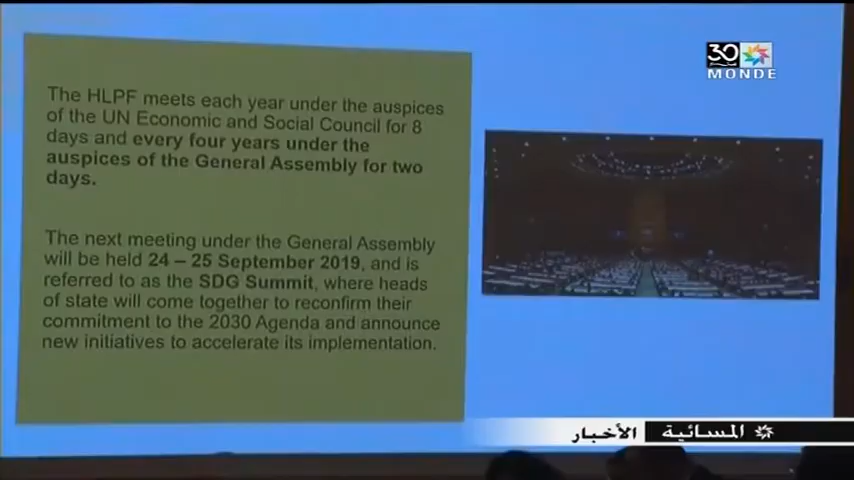 30
MONDE
The HLPF meets each year under the auspices
of the UN Economic and Social Council for 8
days and every four years under the
auspices of the General Assembly for two
days.
The next meeting under the General Assembly
will be held 24 – 25 September 2019, and is
referred to as the SDG Summit, where heads
of state will come together to reconfirm their
commitment to the 2030 Agenda and announce
new initiatives to accelerate its implementation.
المسائية الأخبار